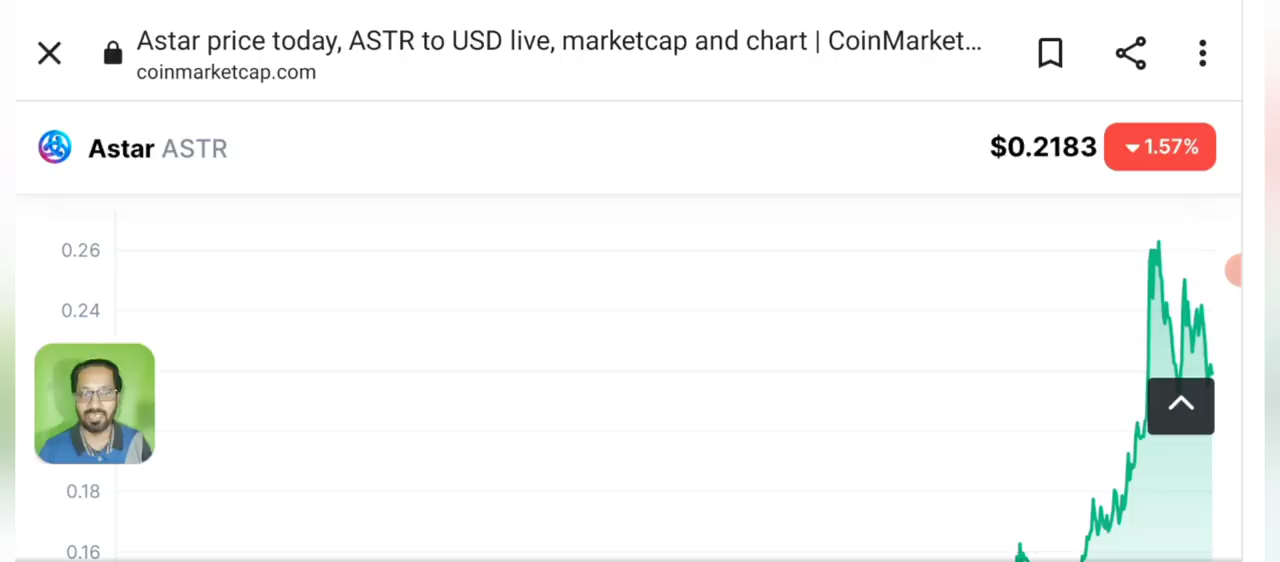 Astar price today, ASTR to USD live, marketcap and chart | CoinMarket...
coinmarketcap.com
Astar ASTR
$0.2183 1.57%
0.26
0.24
0.18
0.16